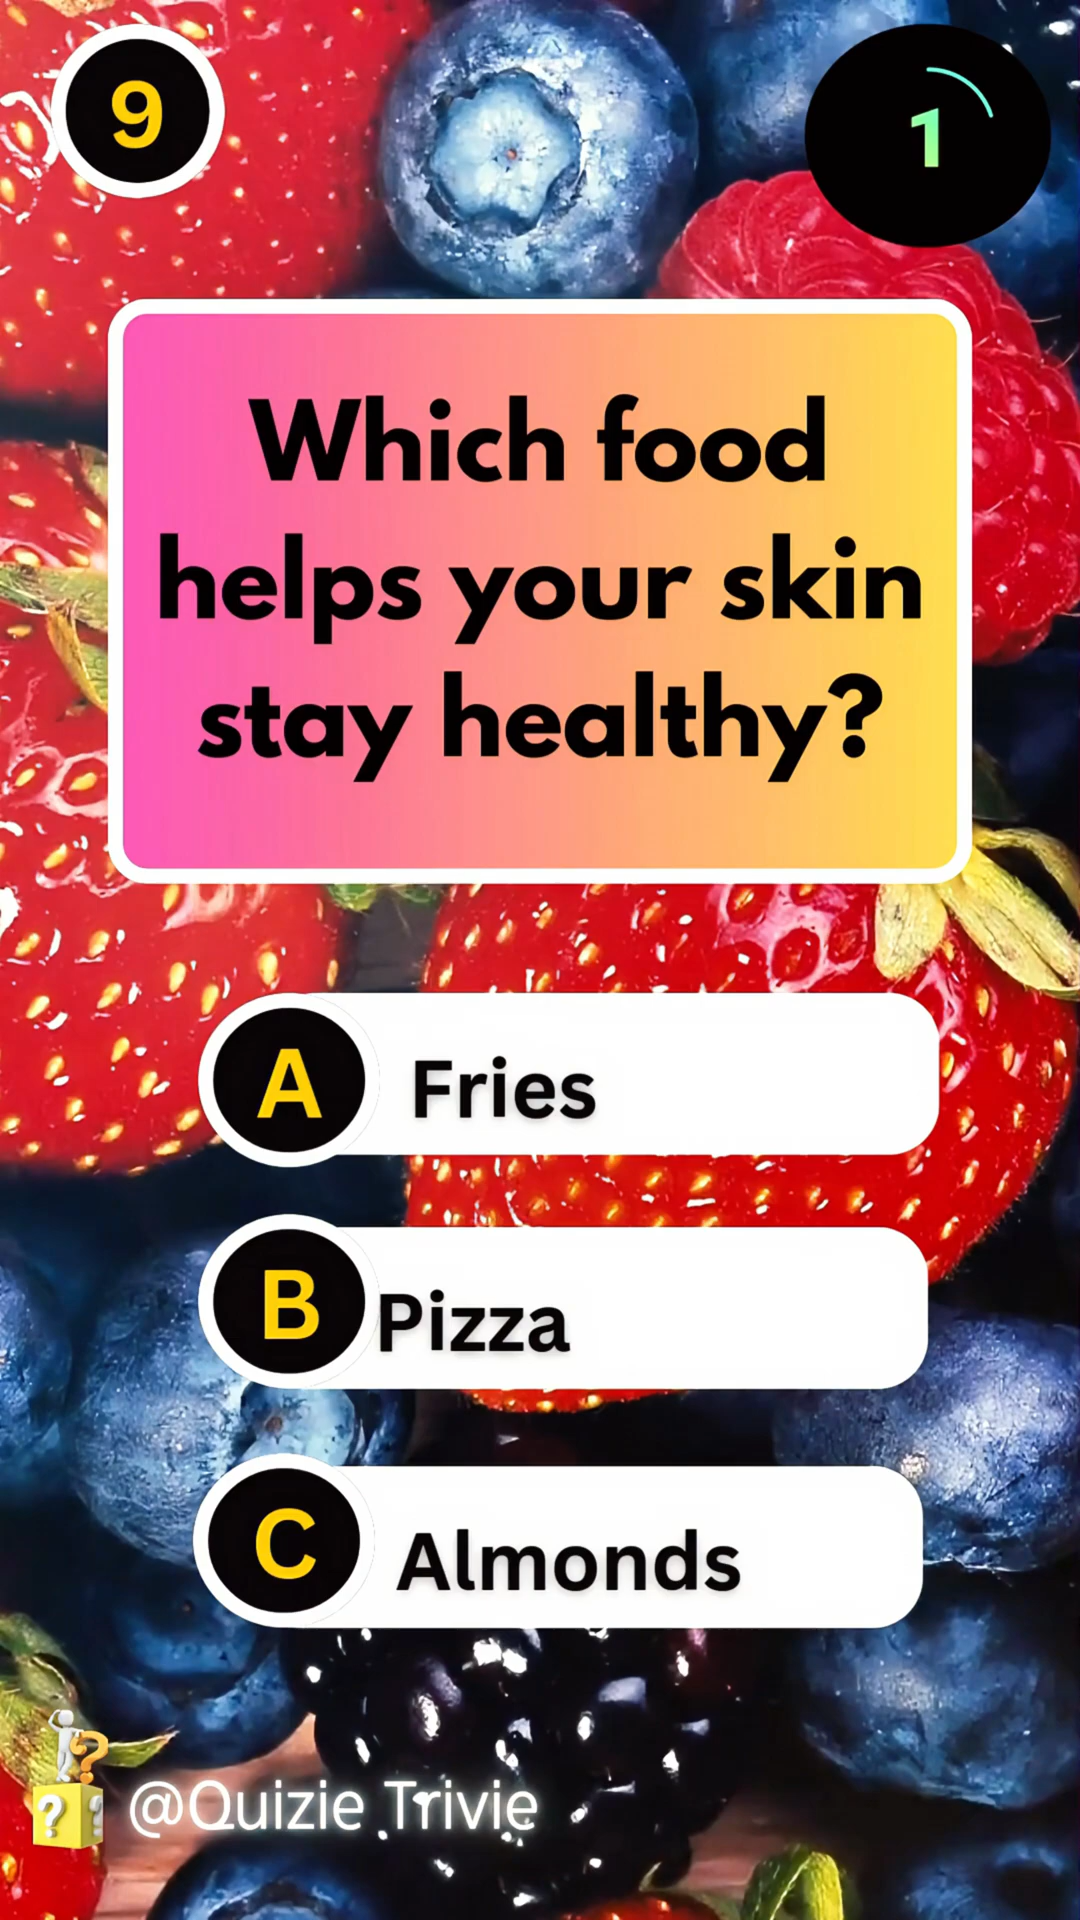 9
1
Which food
helps your skin
stay healthy?
A Fries
B Pizza
C Almonds
? ?
?
@Quizie Trivie